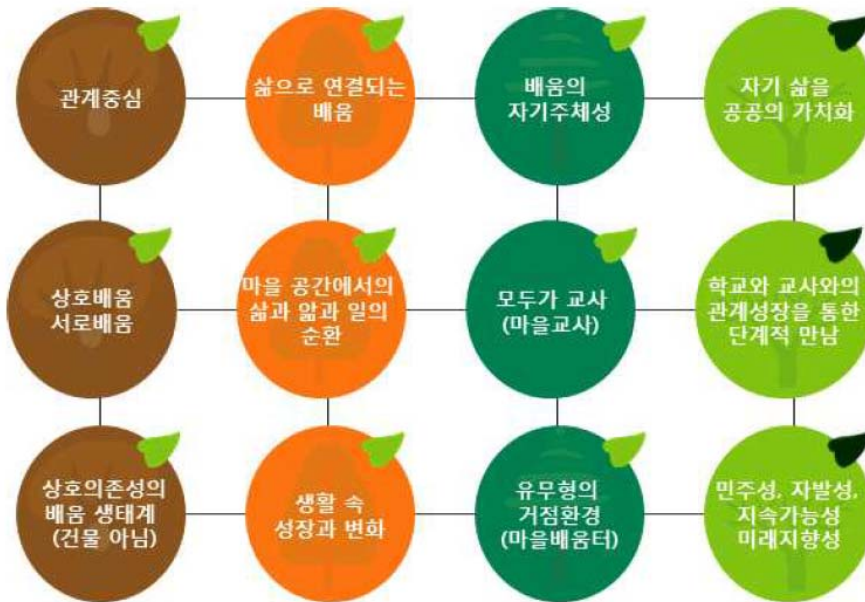 관계중심
삶으로 연결되는
배움
배움의
자기주체성
자기 삶을
공공의 가치화
상호배움
서로배움
마을 공간에서의
삶과 앎과 일의
순환
모두가 교사
(마을교사)
학교와 교사와의
관계성장을 통한
단계적 만남
상호의존성의
배움 생태계
(건물 아님)
생활 속
성장과 변화
유무형의
거점환경
(마을배움터)
민주성, 자발성,
지속가능성
미래지향성